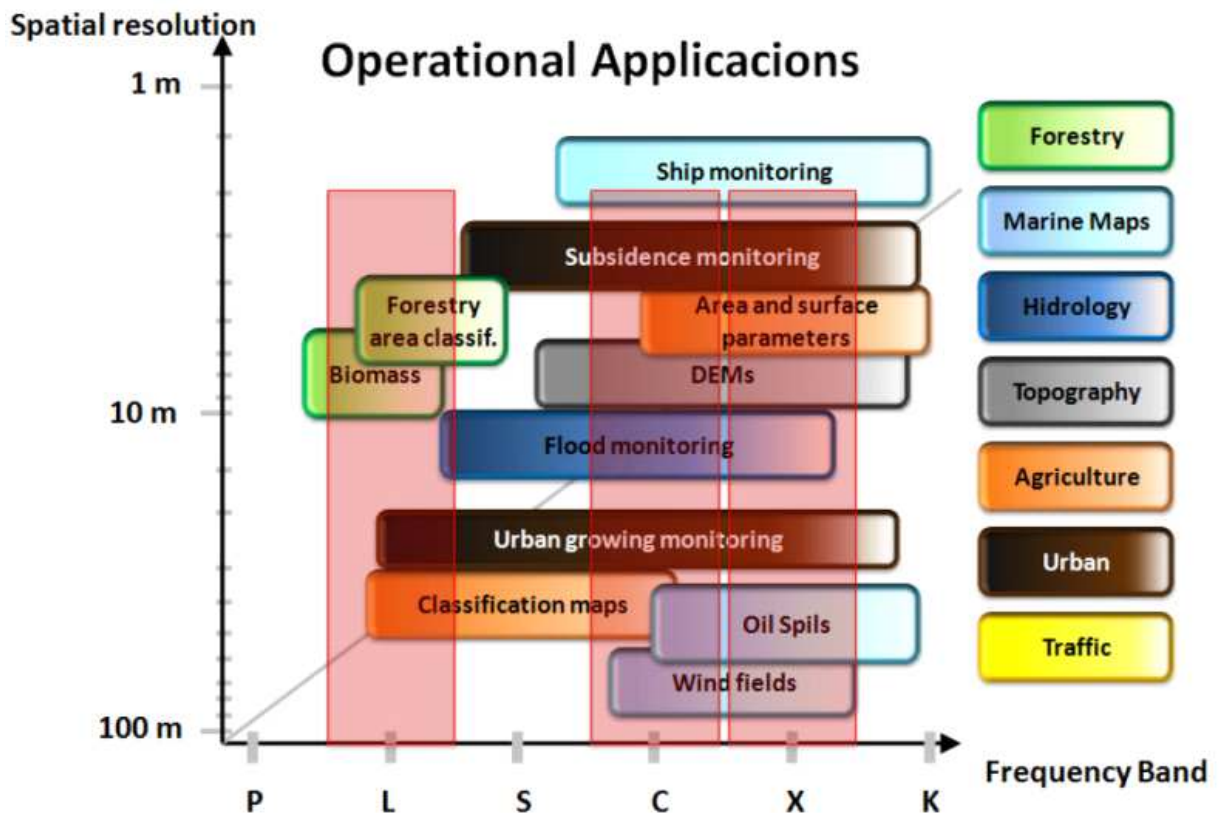 Spatial resolution
Operational Applicacions
1 m
10 m
100 m
Ship monitoring
Subsidence monitoring
Forestry
area classif.
Area and surface
parameters
Biomass
DEMs
Flood monitoring
Urban growing monitoring
Classification maps
Oil Spils
Wind fields
Forestry
Marine Maps
Hidrology
Topography
Agriculture
Urban
Traffic
Frequency Band
P
L
S
C
X
K